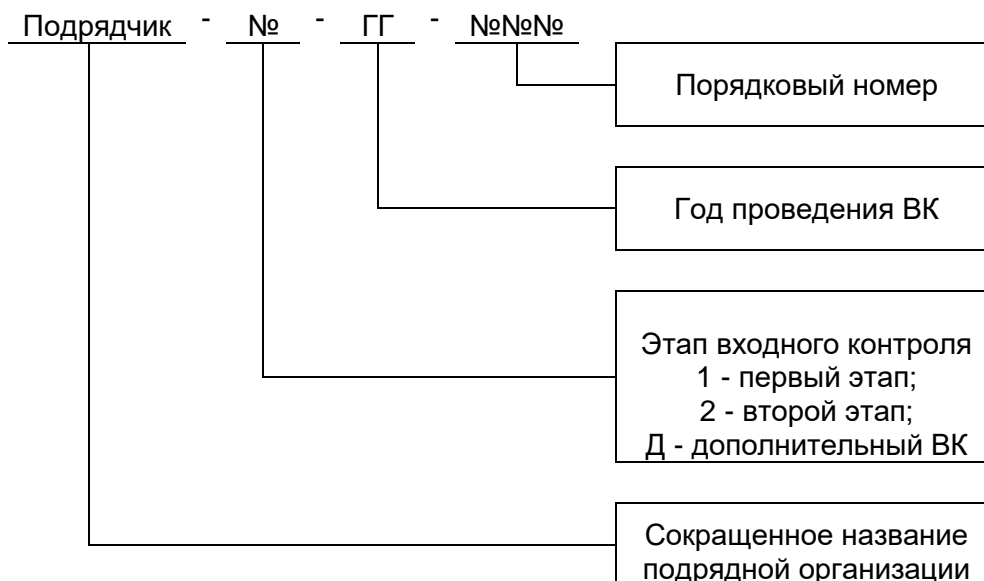 Подрядчик - № - ГГ - №№№
Порядковый номер
Год проведения ВК
Этап входного контроля
1 - первый этап;
2 - второй этап;
Д - дополнительный ВК
Сокращенное название
подрядной организации